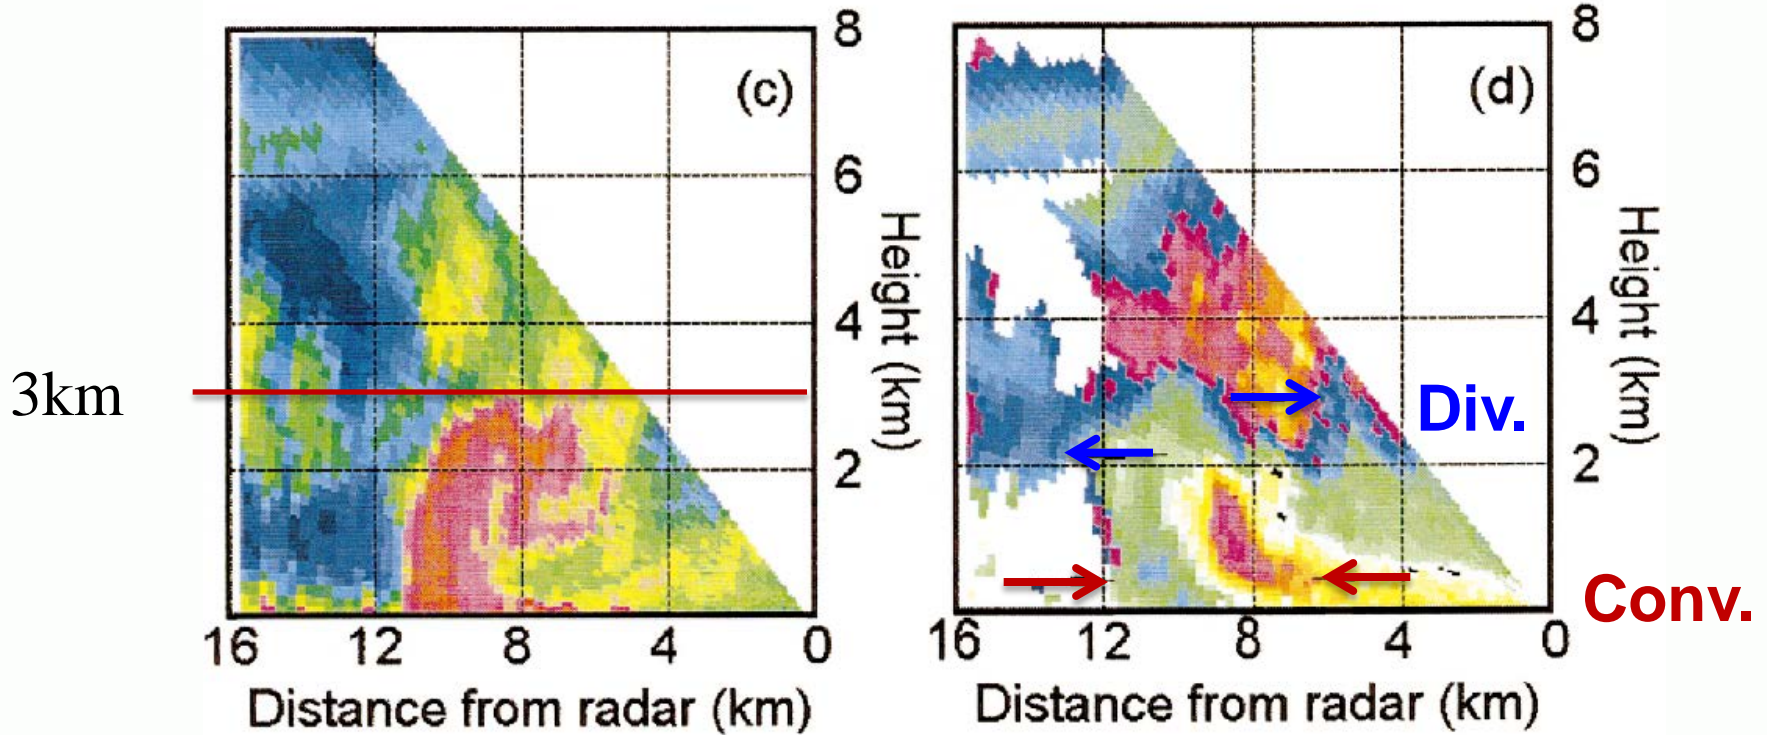 (c)
8
6
4
2
Height (km)
16 12 8 4 0
Distance from radar (km)
3km
(d)
8
6
4
2
Height (km)
16 12 8 4 0
Distance from radar (km)
Div.
Conv.